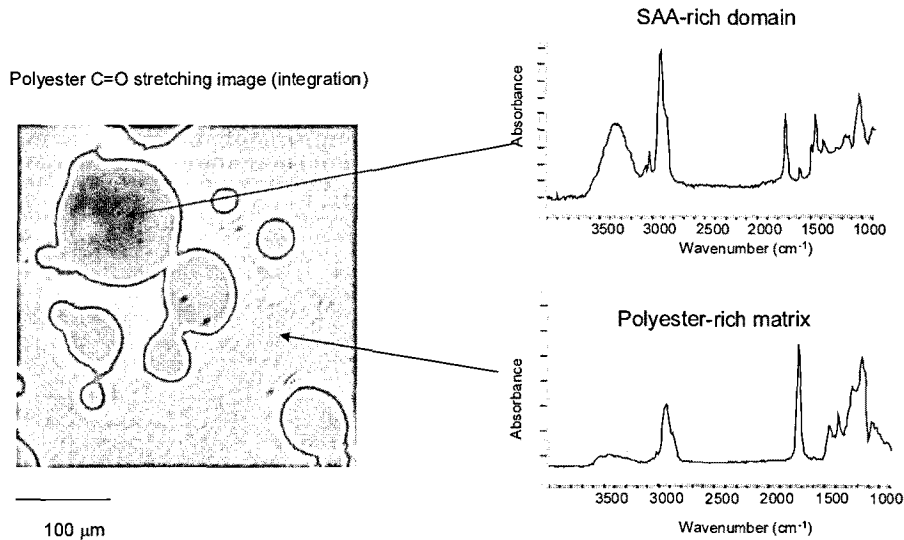 SAA-rich domain
Polyester C=O stretching image (integration)
Absorbance
3500 3000 2500 2000 1500 1000
Wavenumber (cm⁻¹)
Polyester-rich matrix
Absorbance
3500 3000 2500 2000 1500 1000
Wavenumber (cm⁻¹)
100 μm